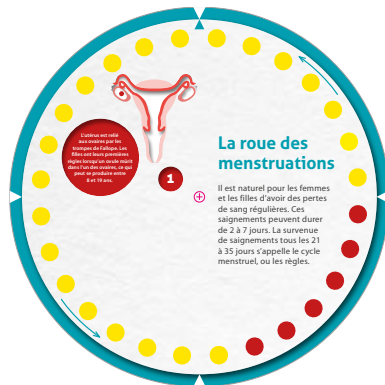 L'utérus est relié
aux ovaires par les
trompes de Fallope. Les
filles ont leurs premières
règles lorsqu'un ovule mûrit
dans l'un des ovaires, ce qui
peut se produire entre
8 et 19 ans.
1
La roue des
menstruations
Il est naturel pour les femmes
et les filles d'avoir des pertes
de sang régulières. Ces
saignements peuvent durer
de 2 à 7 jours. La survenue
de saignements tous les 21
à 35 jours s'appelle le cycle
menstruel, ou les règles.